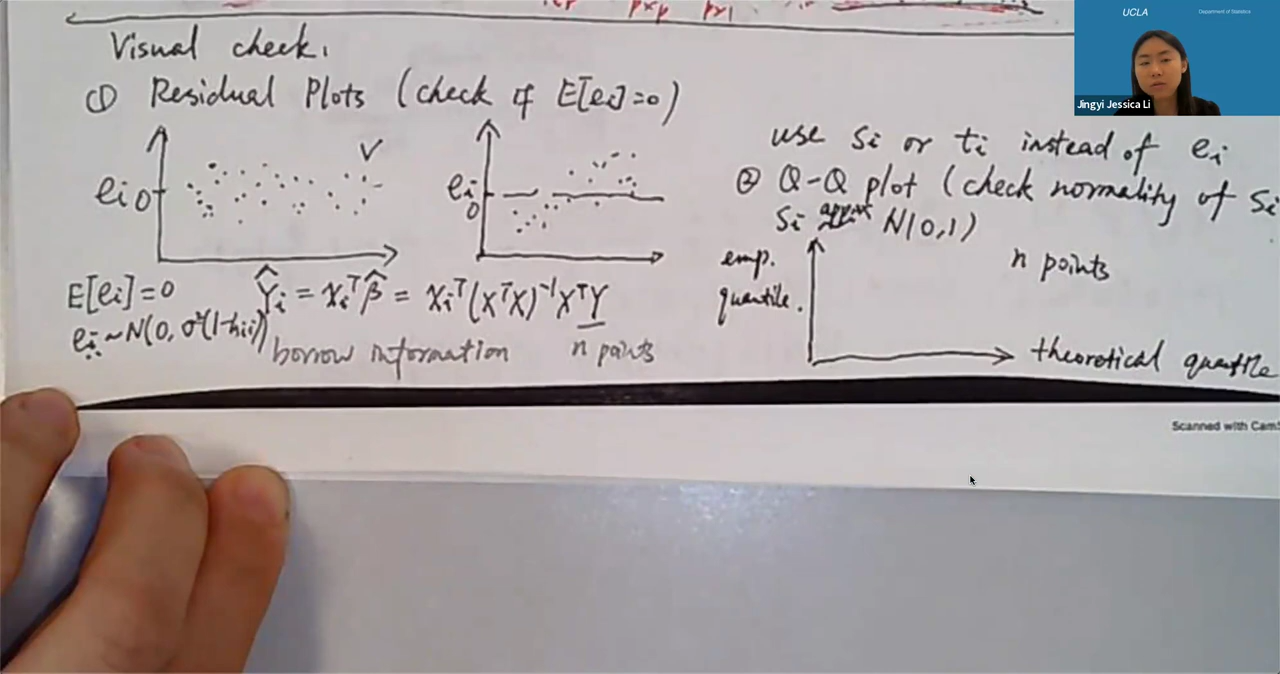 p×p p×1
Visual check.
① Residual Plots (check if E[ei]=0)
ei 0
✓
ei 0
E[ei]=0
Ŷi = xiᵀβ̂ = xiᵀ(XᵀX)⁻¹XᵀY
ei ~ N(0, σ²(1-hii))
borrow information
n points
use si or ti instead of ei
② Q-Q plot (check normality of si
si approx N(0,1)
emp.
quantile.
n points
theoretical quantile
Scanned with Cam
UCLA
Department of Statistics
Jingyi Jessica Li